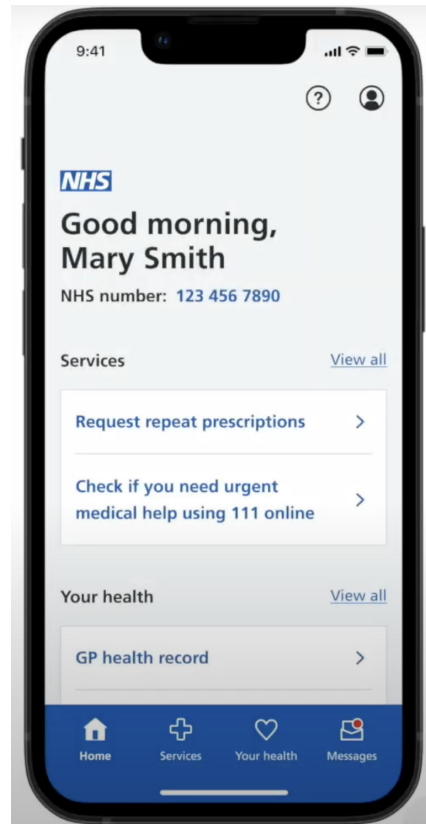 9:41
NHS
Good morning,
Mary Smith
NHS number: 123 456 7890
Services View all
Request repeat prescriptions
Check if you need urgent
medical help using 111 online
Your health View all
GP health record
Home Services Your health Messages